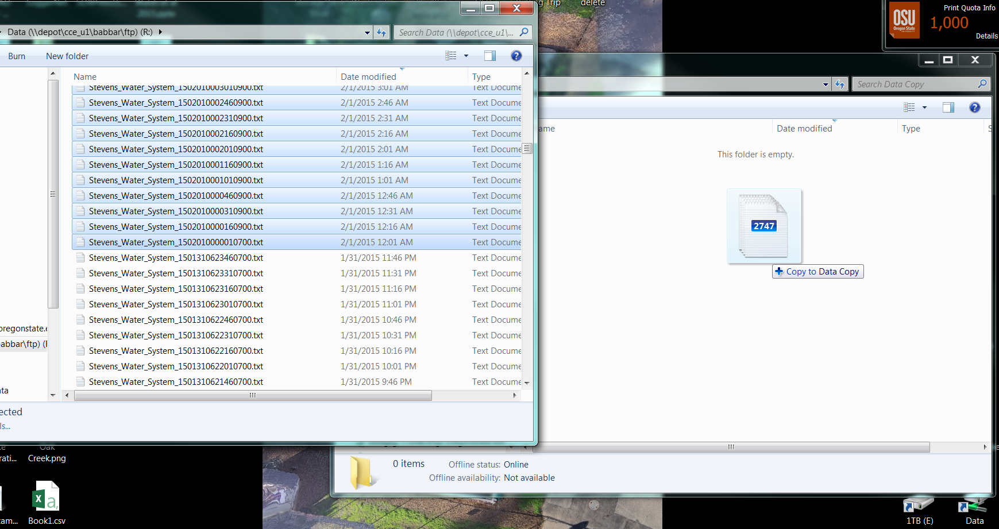 g Trip
delete
Print Quota Info
OSU
Oregon State
UNIVERSITY
1,000
Details
Data (\\depot\cce_u1\babbar\ftp) (R:)
Search Data (\\depot\cce_u1\...
Burn
New folder
Name
Date modified
Type
Stevens_Water_System_1502010003010900.txt 2/1/2015 3:01 AM Text Docume
Stevens_Water_System_1502010002460900.txt 2/1/2015 2:46 AM Text Docume
Stevens_Water_System_1502010002310900.txt 2/1/2015 2:31 AM Text Docume
Stevens_Water_System_1502010002160900.txt 2/1/2015 2:16 AM Text Docume
Stevens_Water_System_1502010002010900.txt 2/1/2015 2:01 AM Text Docume
Stevens_Water_System_1502010001160900.txt 2/1/2015 1:16 AM Text Docume
Stevens_Water_System_1502010001010900.txt 2/1/2015 1:01 AM Text Docume
Stevens_Water_System_1502010000460900.txt 2/1/2015 12:46 AM Text Docume
Stevens_Water_System_1502010000310900.txt 2/1/2015 12:31 AM Text Docume
Stevens_Water_System_1502010000160900.txt 2/1/2015 12:16 AM Text Docume
Stevens_Water_System_1502010000010700.txt 2/1/2015 12:01 AM Text Docume
Stevens_Water_System_1501310623460700.txt 1/31/2015 11:46 PM Text Docume
Stevens_Water_System_1501310623310700.txt 1/31/2015 11:31 PM Text Docume
Stevens_Water_System_1501310623160700.txt 1/31/2015 11:16 PM Text Docume
Stevens_Water_System_1501310623010700.txt 1/31/2015 11:01 PM Text Docume
Stevens_Water_System_1501310622460700.txt 1/31/2015 10:46 PM Text Docume
Stevens_Water_System_1501310622310700.txt 1/31/2015 10:31 PM Text Docume
Stevens_Water_System_1501310622160700.txt 1/31/2015 10:16 PM Text Docume
Stevens_Water_System_1501310622010700.txt 1/31/2015 10:01 PM Text Docume
Stevens_Water_System_1501310621460700.txt 1/31/2015 9:46 PM Text Docume
oregonstate.e
abbar\ftp) (I
ta
ected
ls...
Search Data Copy
ame
Date modified
Type
S
This folder is empty.
2747
Copy to Data Copy
0 items
Offline status: Online
Offline availability: Not available
ce
rati...
Oak
Creek.png
am...
Book1.csv
1TB (E)
Data